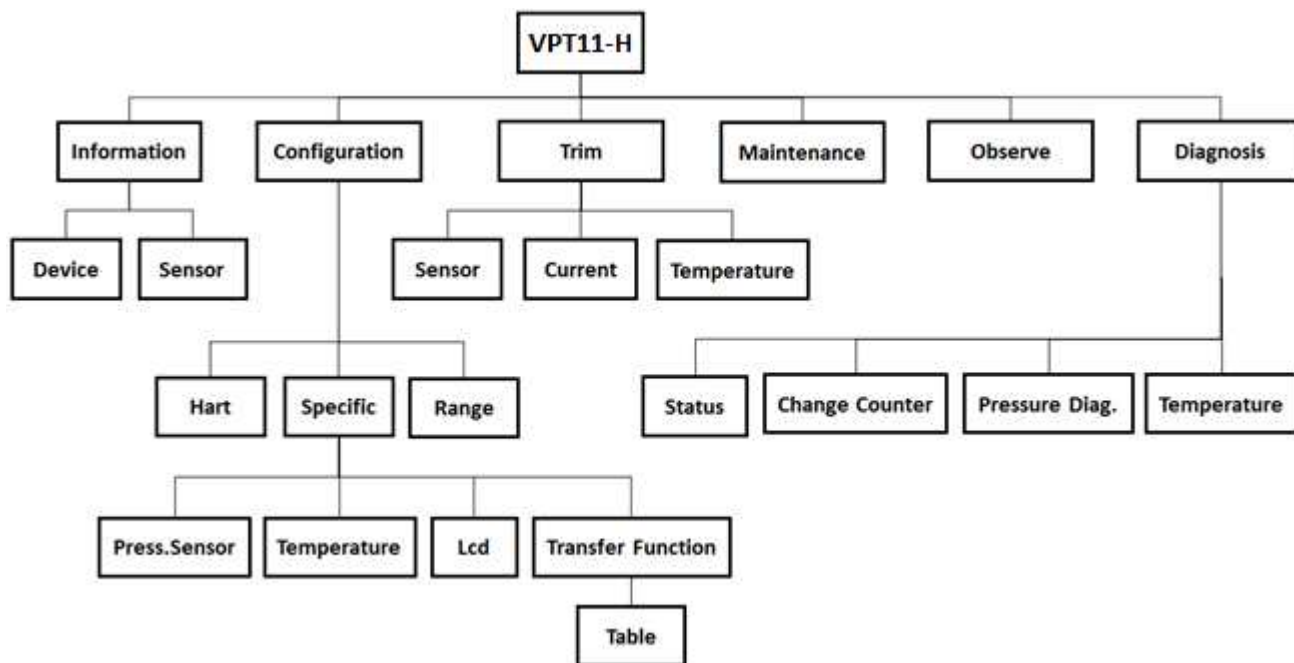 VPT11-H
Information
Configuration
Trim
Maintenance
Observe
Diagnosis
Device
Sensor
Sensor
Current
Temperature
Hart
Specific
Range
Status
Change Counter
Pressure Diag.
Temperature
Press.Sensor
Temperature
Lcd
Transfer Function
Table